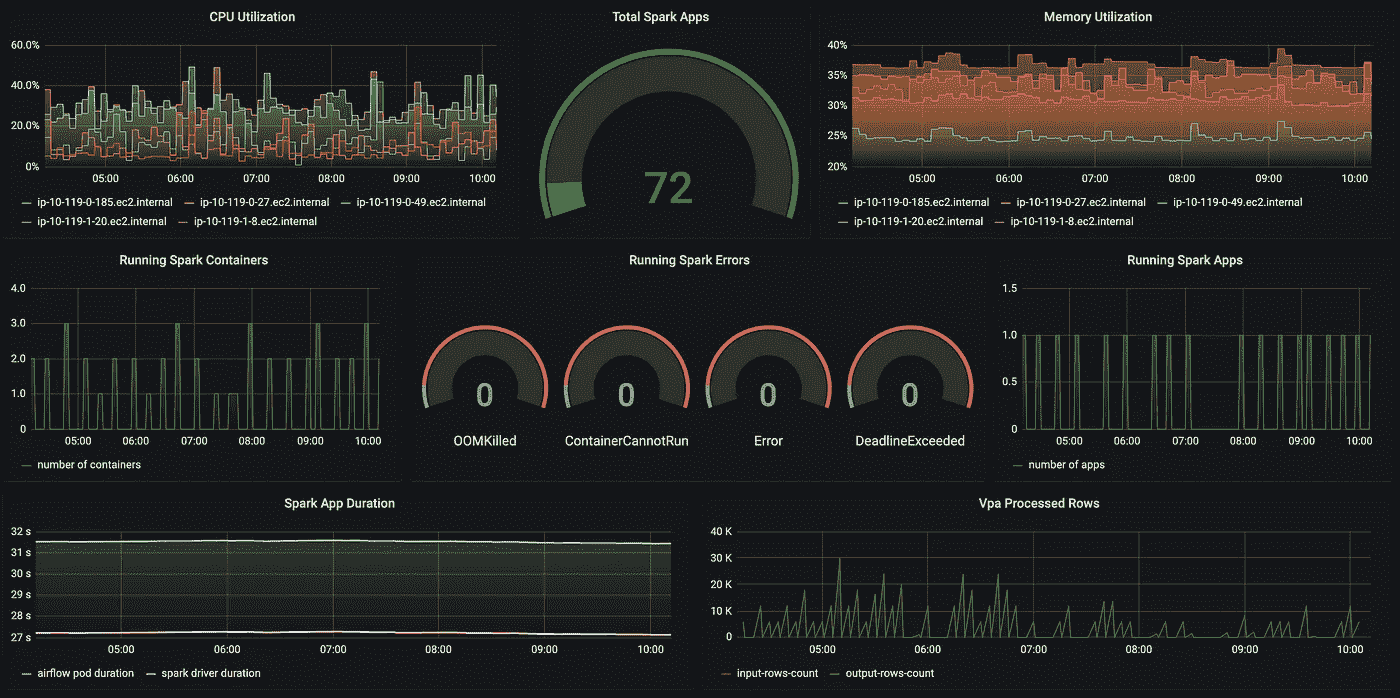 CPU Utilization
60.0%
40.0%
20.0%
0%
05:00 06:00 07:00 08:00 09:00 10:00
ip-10-119-0-185.ec2.internal ip-10-119-0-27.ec2.internal ip-10-119-0-49.ec2.internal
ip-10-119-1-20.ec2.internal ip-10-119-1-8.ec2.internal
Total Spark Apps
72
Memory Utilization
40%
35%
30%
25%
20%
05:00 06:00 07:00 08:00 09:00 10:00
ip-10-119-0-185.ec2.internal ip-10-119-0-27.ec2.internal ip-10-119-0-49.ec2.internal
ip-10-119-1-20.ec2.internal ip-10-119-1-8.ec2.internal
Running Spark Containers
4.0
3.0
2.0
1.0
0
05:00 06:00 07:00 08:00 09:00 10:00
number of containers
Running Spark Errors
0 0 0 0
OOMKilled ContainerCannotRun Error DeadlineExceeded
Running Spark Apps
1.5
1.0
0.5
0
05:00 06:00 07:00 08:00 09:00 10:00
number of apps
Spark App Duration
32 s
31 s
30 s
29 s
28 s
27 s
05:00 06:00 07:00 08:00 09:00 10:00
airflow pod duration spark driver duration
Vpa Processed Rows
40 K
30 K
20 K
10 K
0
05:00 06:00 07:00 08:00 09:00 10:00
input-rows-count output-rows-count